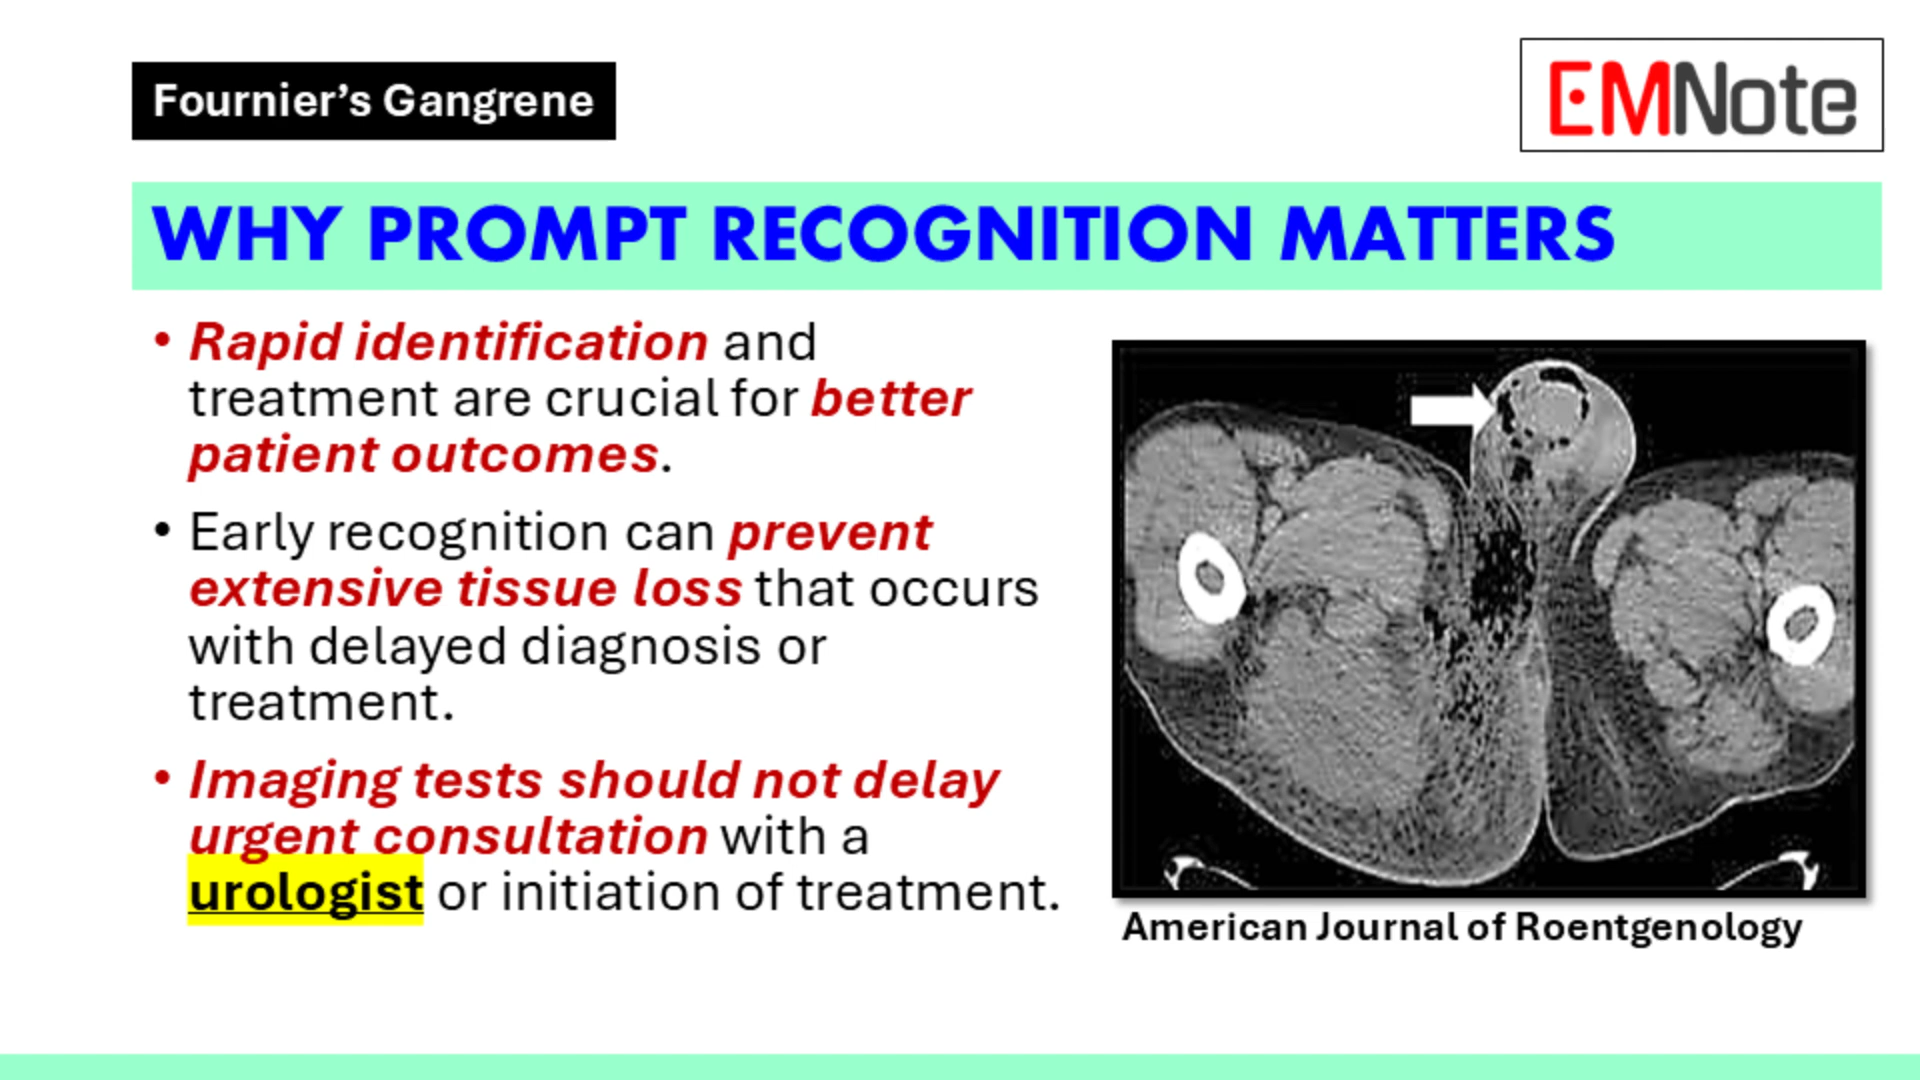 Fournier’s Gangrene
EMNote
WHY PROMPT RECOGNITION MATTERS
• Rapid identification and
treatment are crucial for better
patient outcomes.
• Early recognition can prevent
extensive tissue loss that occurs
with delayed diagnosis or
treatment.
• Imaging tests should not delay
urgent consultation with a
urologist or initiation of treatment.
American Journal of Roentgenology